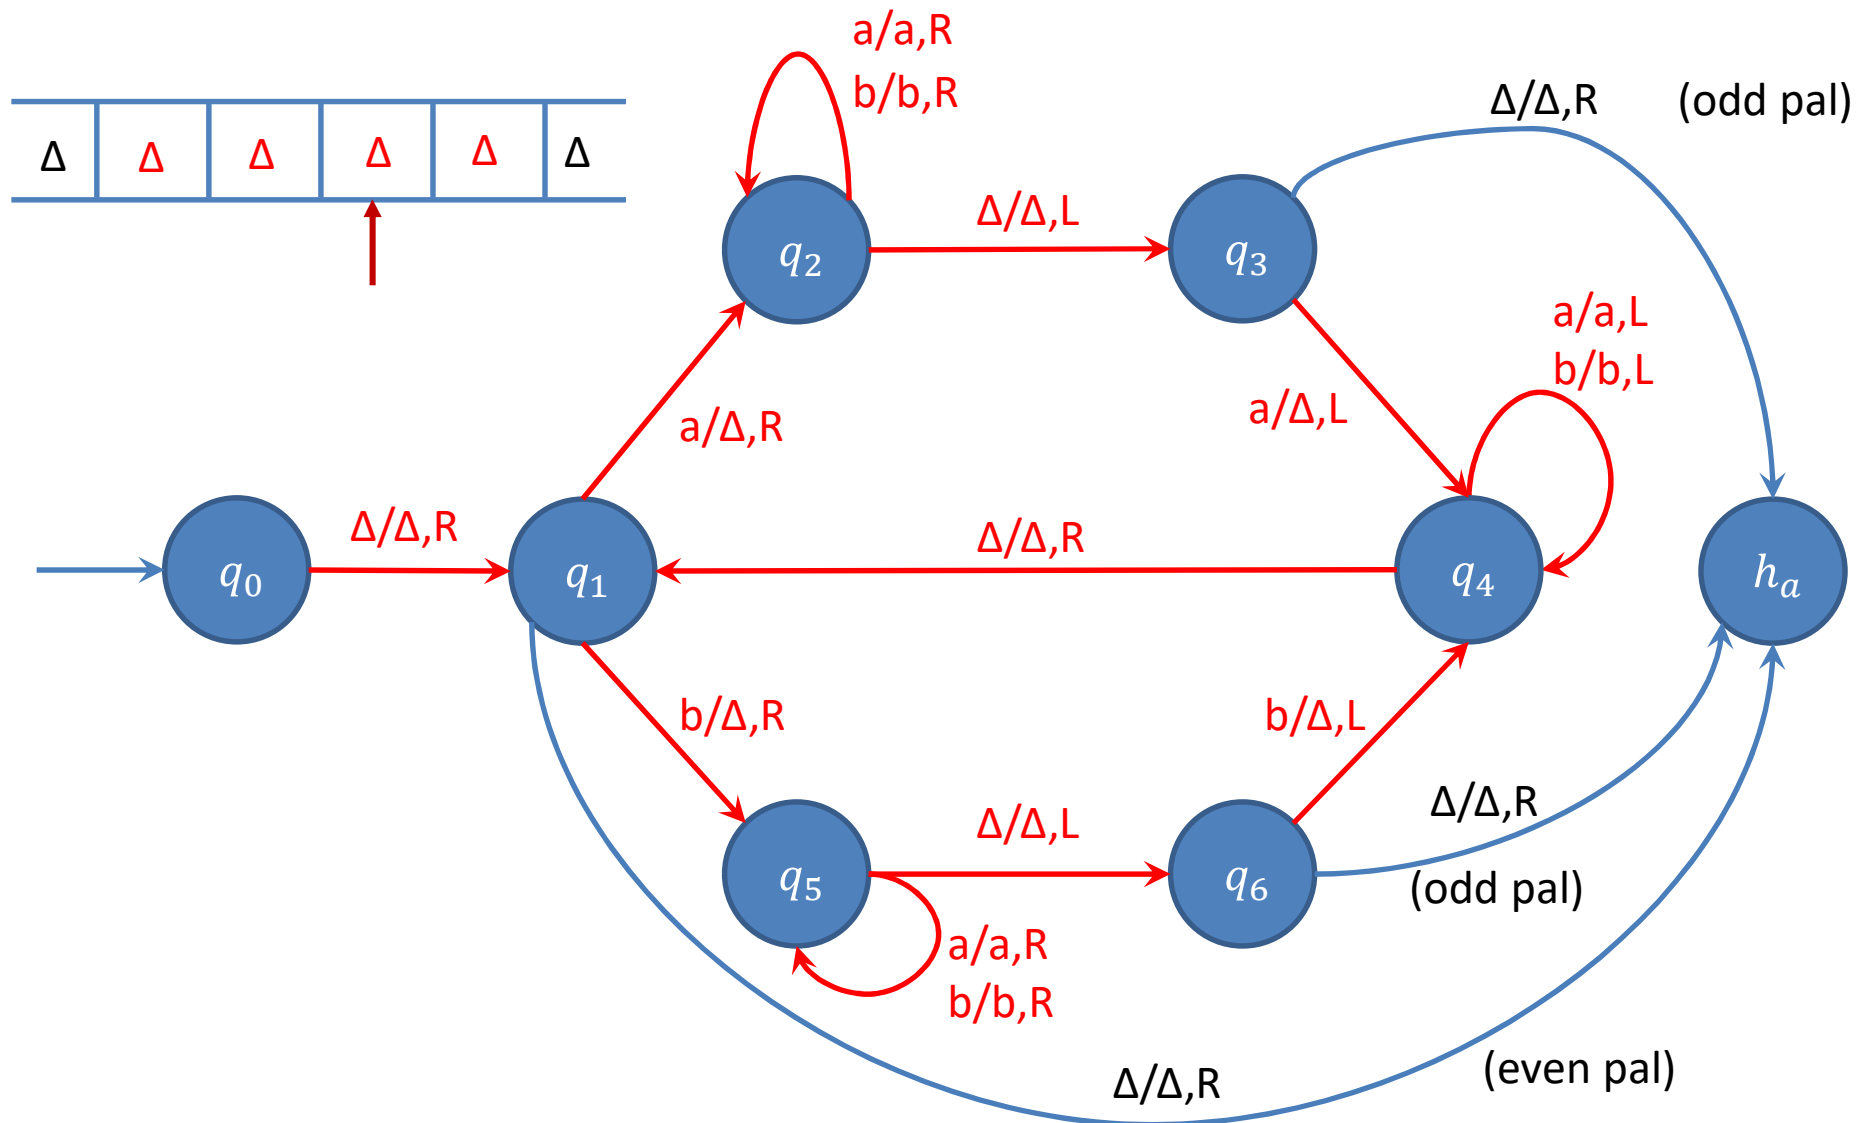 a/a,R
b/b,R
Δ/Δ,R (odd pal)
Δ Δ Δ Δ Δ Δ
Δ/Δ,L
q₂ q₃
a/a,L
b/b,L
a/Δ,R a/Δ,L
Δ/Δ,R Δ/Δ,R
q₀ q₁ q₄ hₐ
b/Δ,R b/Δ,L
Δ/Δ,L Δ/Δ,R
q₅ q₆ (odd pal)
a/a,R
b/b,R
Δ/Δ,R (even pal)